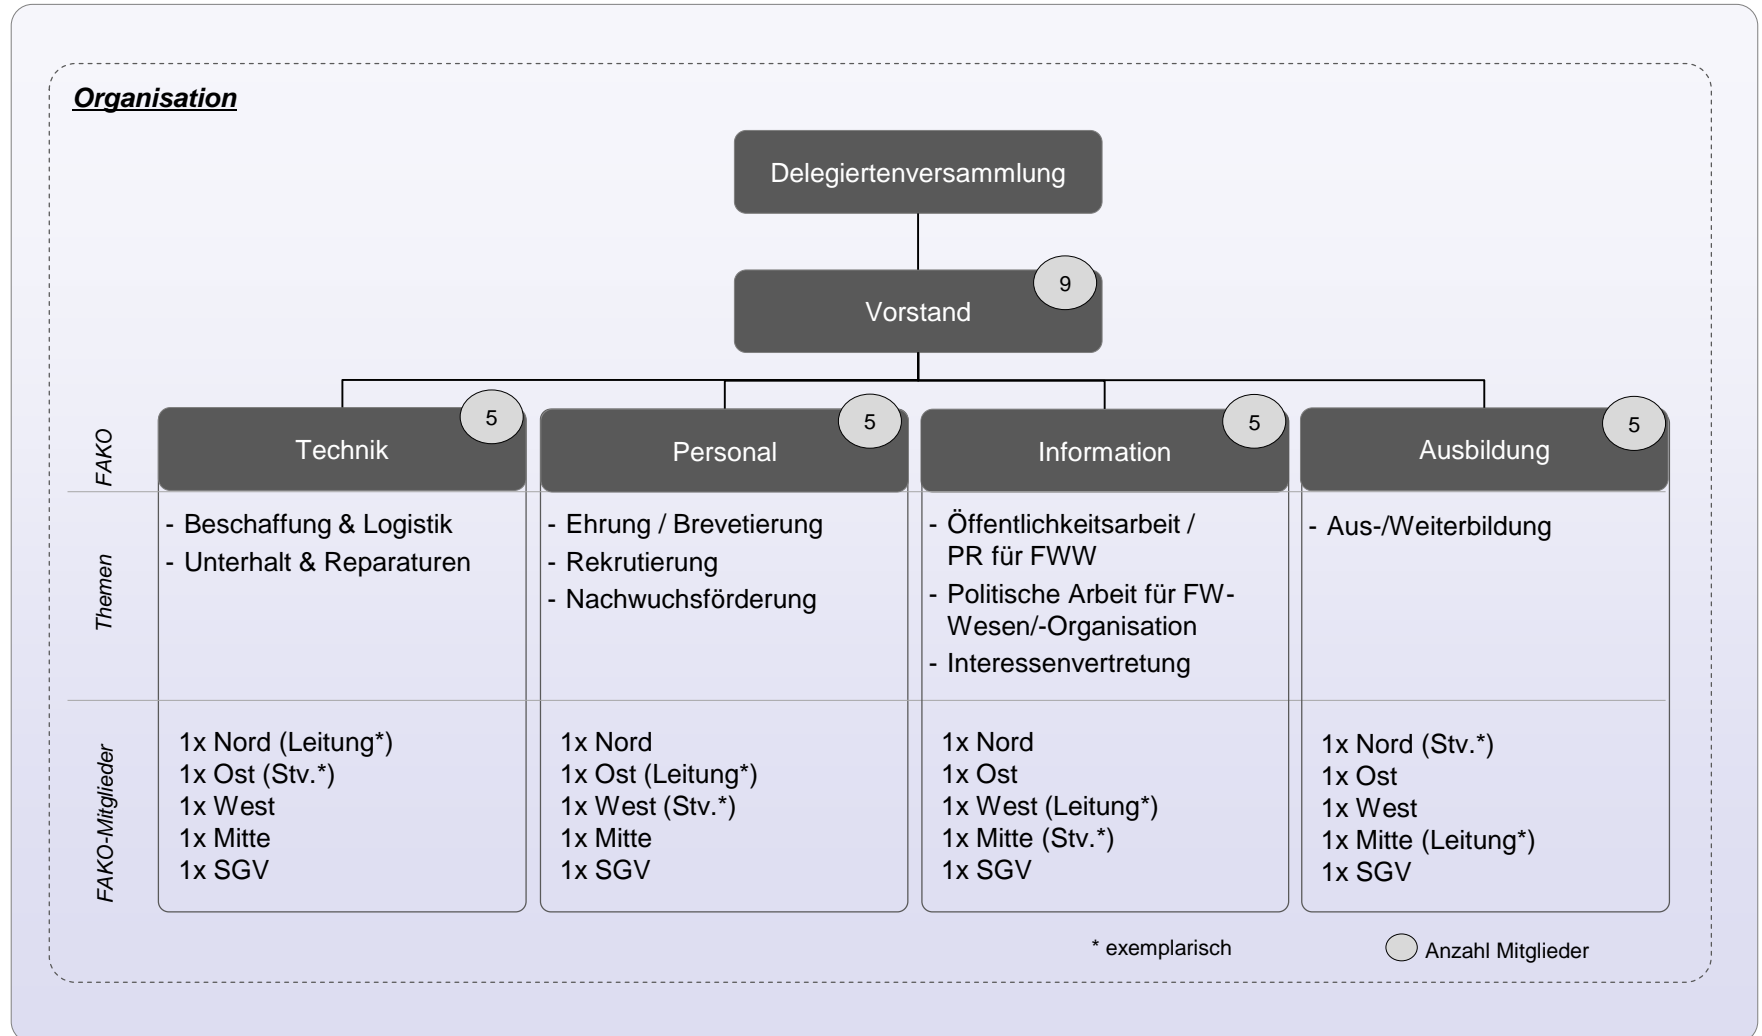 Organisation
Delegiertenversammlung
9
Vorstand
FAKO
5
Technik
5
Personal
5
Information
5
Ausbildung
Themen
- Beschaffung & Logistik
- Unterhalt & Reparaturen
- Ehrung / Brevetierung
- Rekrutierung
- Nachwuchsförderung
- Öffentlichkeitsarbeit /
PR für FWW
- Politische Arbeit für FW-
Wesen/-Organisation
- Interessenvertretung
- Aus-/Weiterbildung
FAKO-Mitglieder
1x Nord (Leitung*)
1x Ost (Stv.*)
1x West
1x Mitte
1x SGV
1x Nord
1x Ost (Leitung*)
1x West (Stv.*)
1x Mitte
1x SGV
1x Nord
1x Ost
1x West (Leitung*)
1x Mitte (Stv.*)
1x SGV
1x Nord (Stv.*)
1x Ost
1x West
1x Mitte (Leitung*)
1x SGV
* exemplarisch
Anzahl Mitglieder